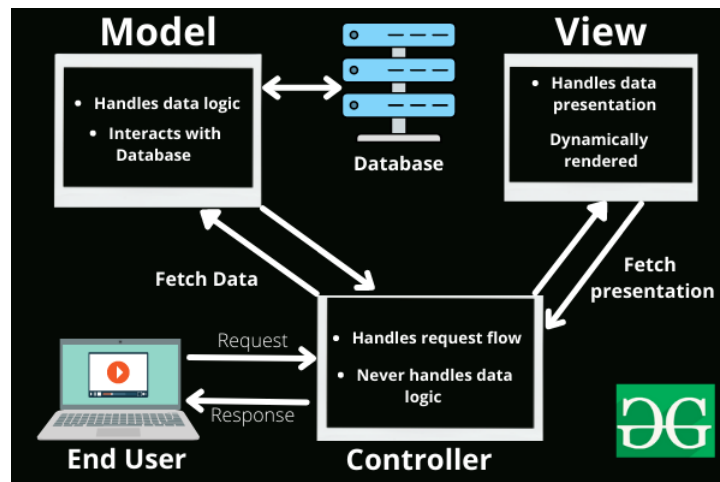 Model
View
• Handles data logic
• Interacts with
Database
Database
• Handles data
presentation
Dynamically
rendered
Fetch Data
Fetch
presentation
Request
Response
• Handles request flow
• Never handles data
logic
End User
Controller
GG